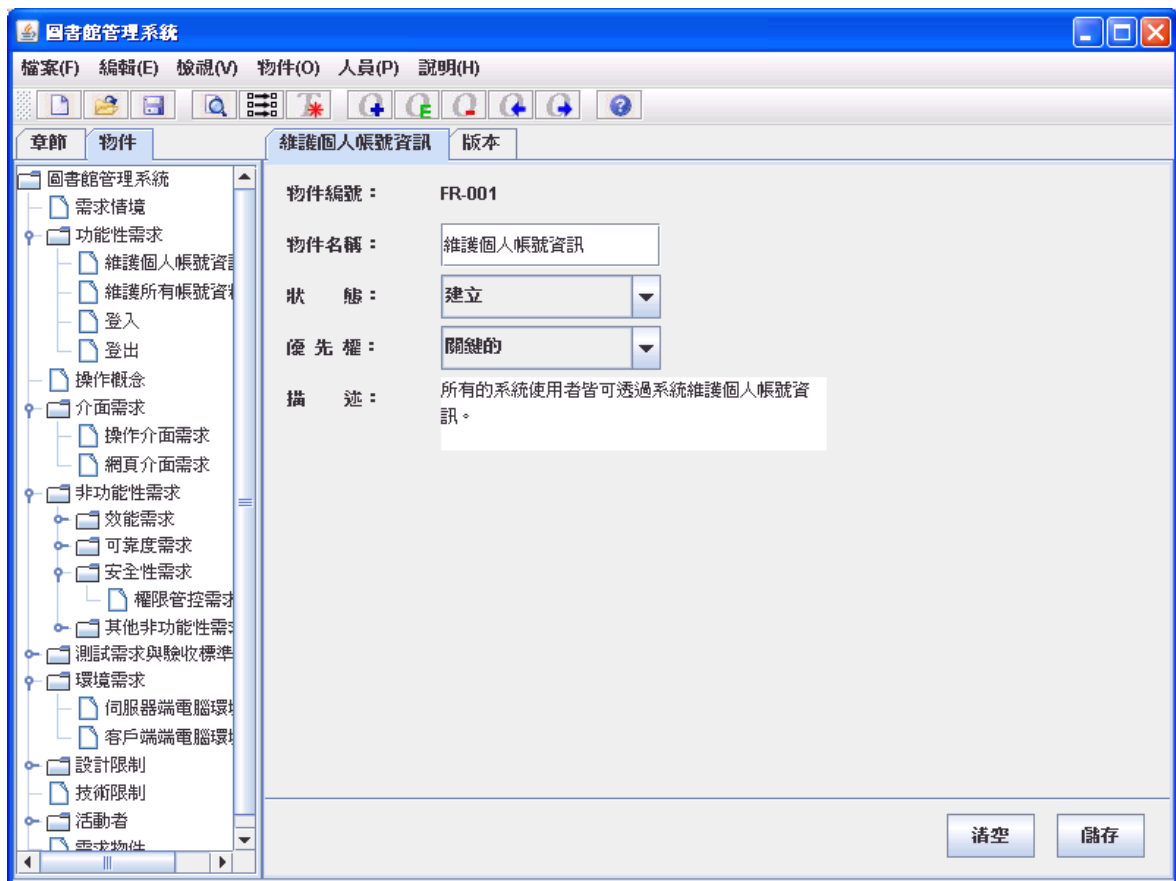 圖書館管理系統
檔案(F) 編輯(E) 檢視(V) 物件(O) 人員(P) 說明(H)
章節 物件
圖書館管理系統
需求情境
功能性需求
維護個人帳號資
維護所有帳號資
登入
登出
操作概念
介面需求
操作介面需求
網頁介面需求
非功能性需求
效能需求
可靠度需求
安全性需求
權限管控需求
其他非功能性需
測試需求與驗收標準
環境需求
伺服器端電腦環
客戶端端電腦環
設計限制
技術限制
活動者
需求物件
維護個人帳號資訊 版本
物件編號： FR-001
物件名稱： 維護個人帳號資訊
狀 態： 建立
優 先 權： 關鍵的
描 述： 所有的系統使用者皆可透過系統維護個人帳號資
訊。
清空 儲存